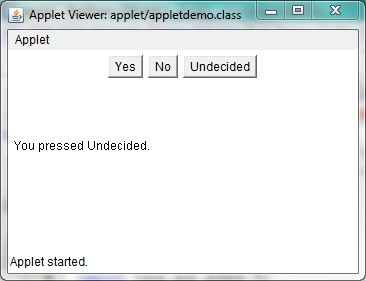 Applet Viewer: applet/appletdemo.class
Applet
Yes No Undecided
You pressed Undecided.
Applet started.